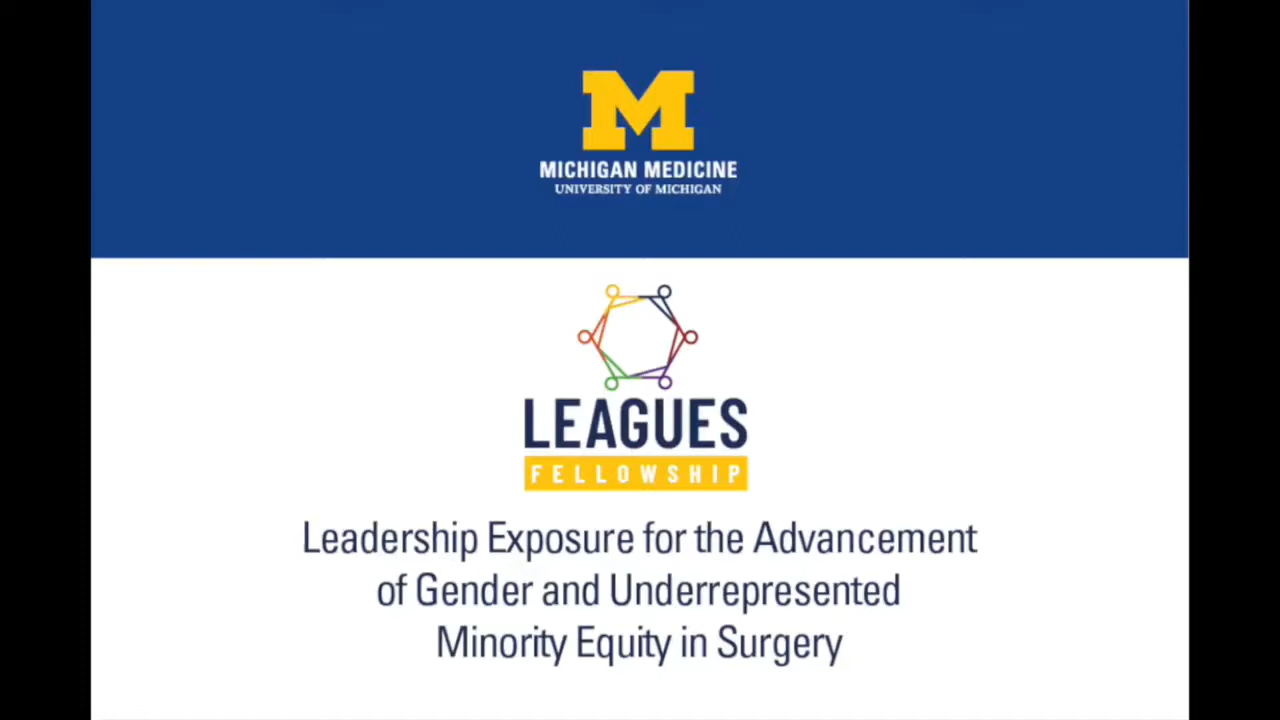 M
MICHIGAN MEDICINE
UNIVERSITY OF MICHIGAN
LEAGUES
FELLOWSHIP
Leadership Exposure for the Advancement
of Gender and Underrepresented
Minority Equity in Surgery